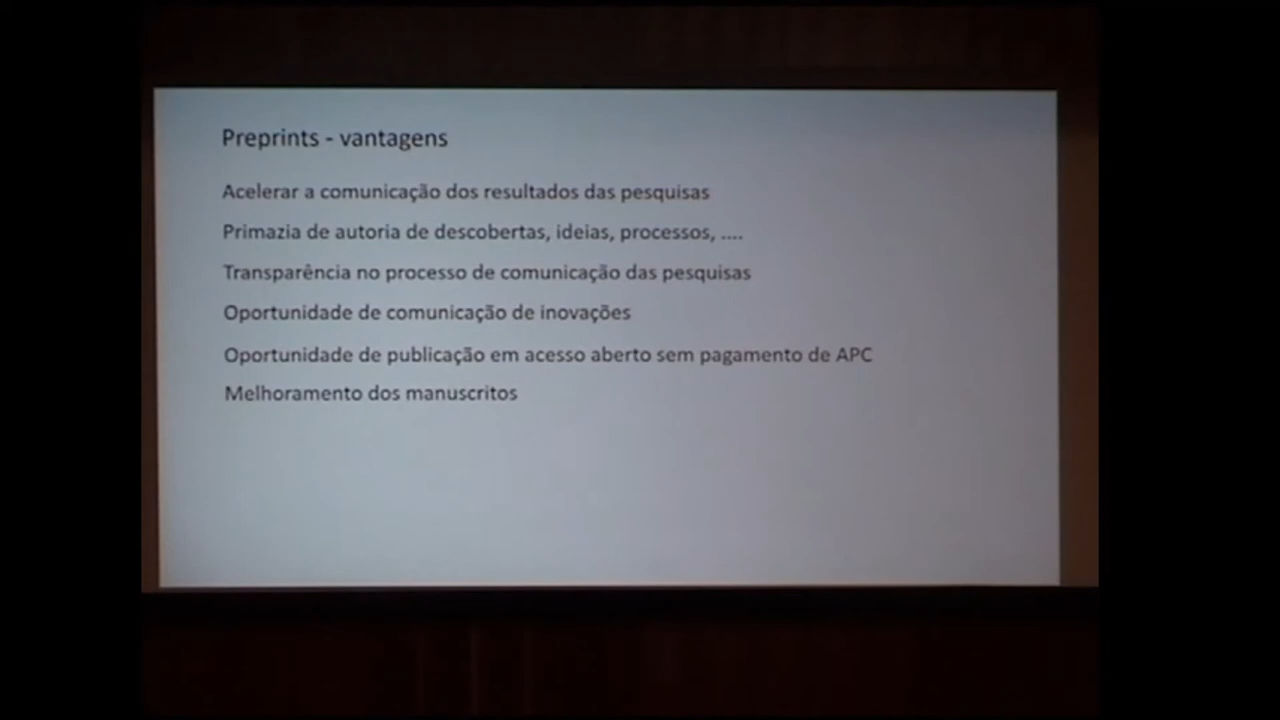 Preprints - vantagens
Acelerar a comunicação dos resultados das pesquisas
Primazia de autoria de descobertas, ideias, processos, ....
Transparência no processo de comunicação das pesquisas
Oportunidade de comunicação de inovações
Oportunidade de publicação em acesso aberto sem pagamento de APC
Melhoramento dos manuscritos